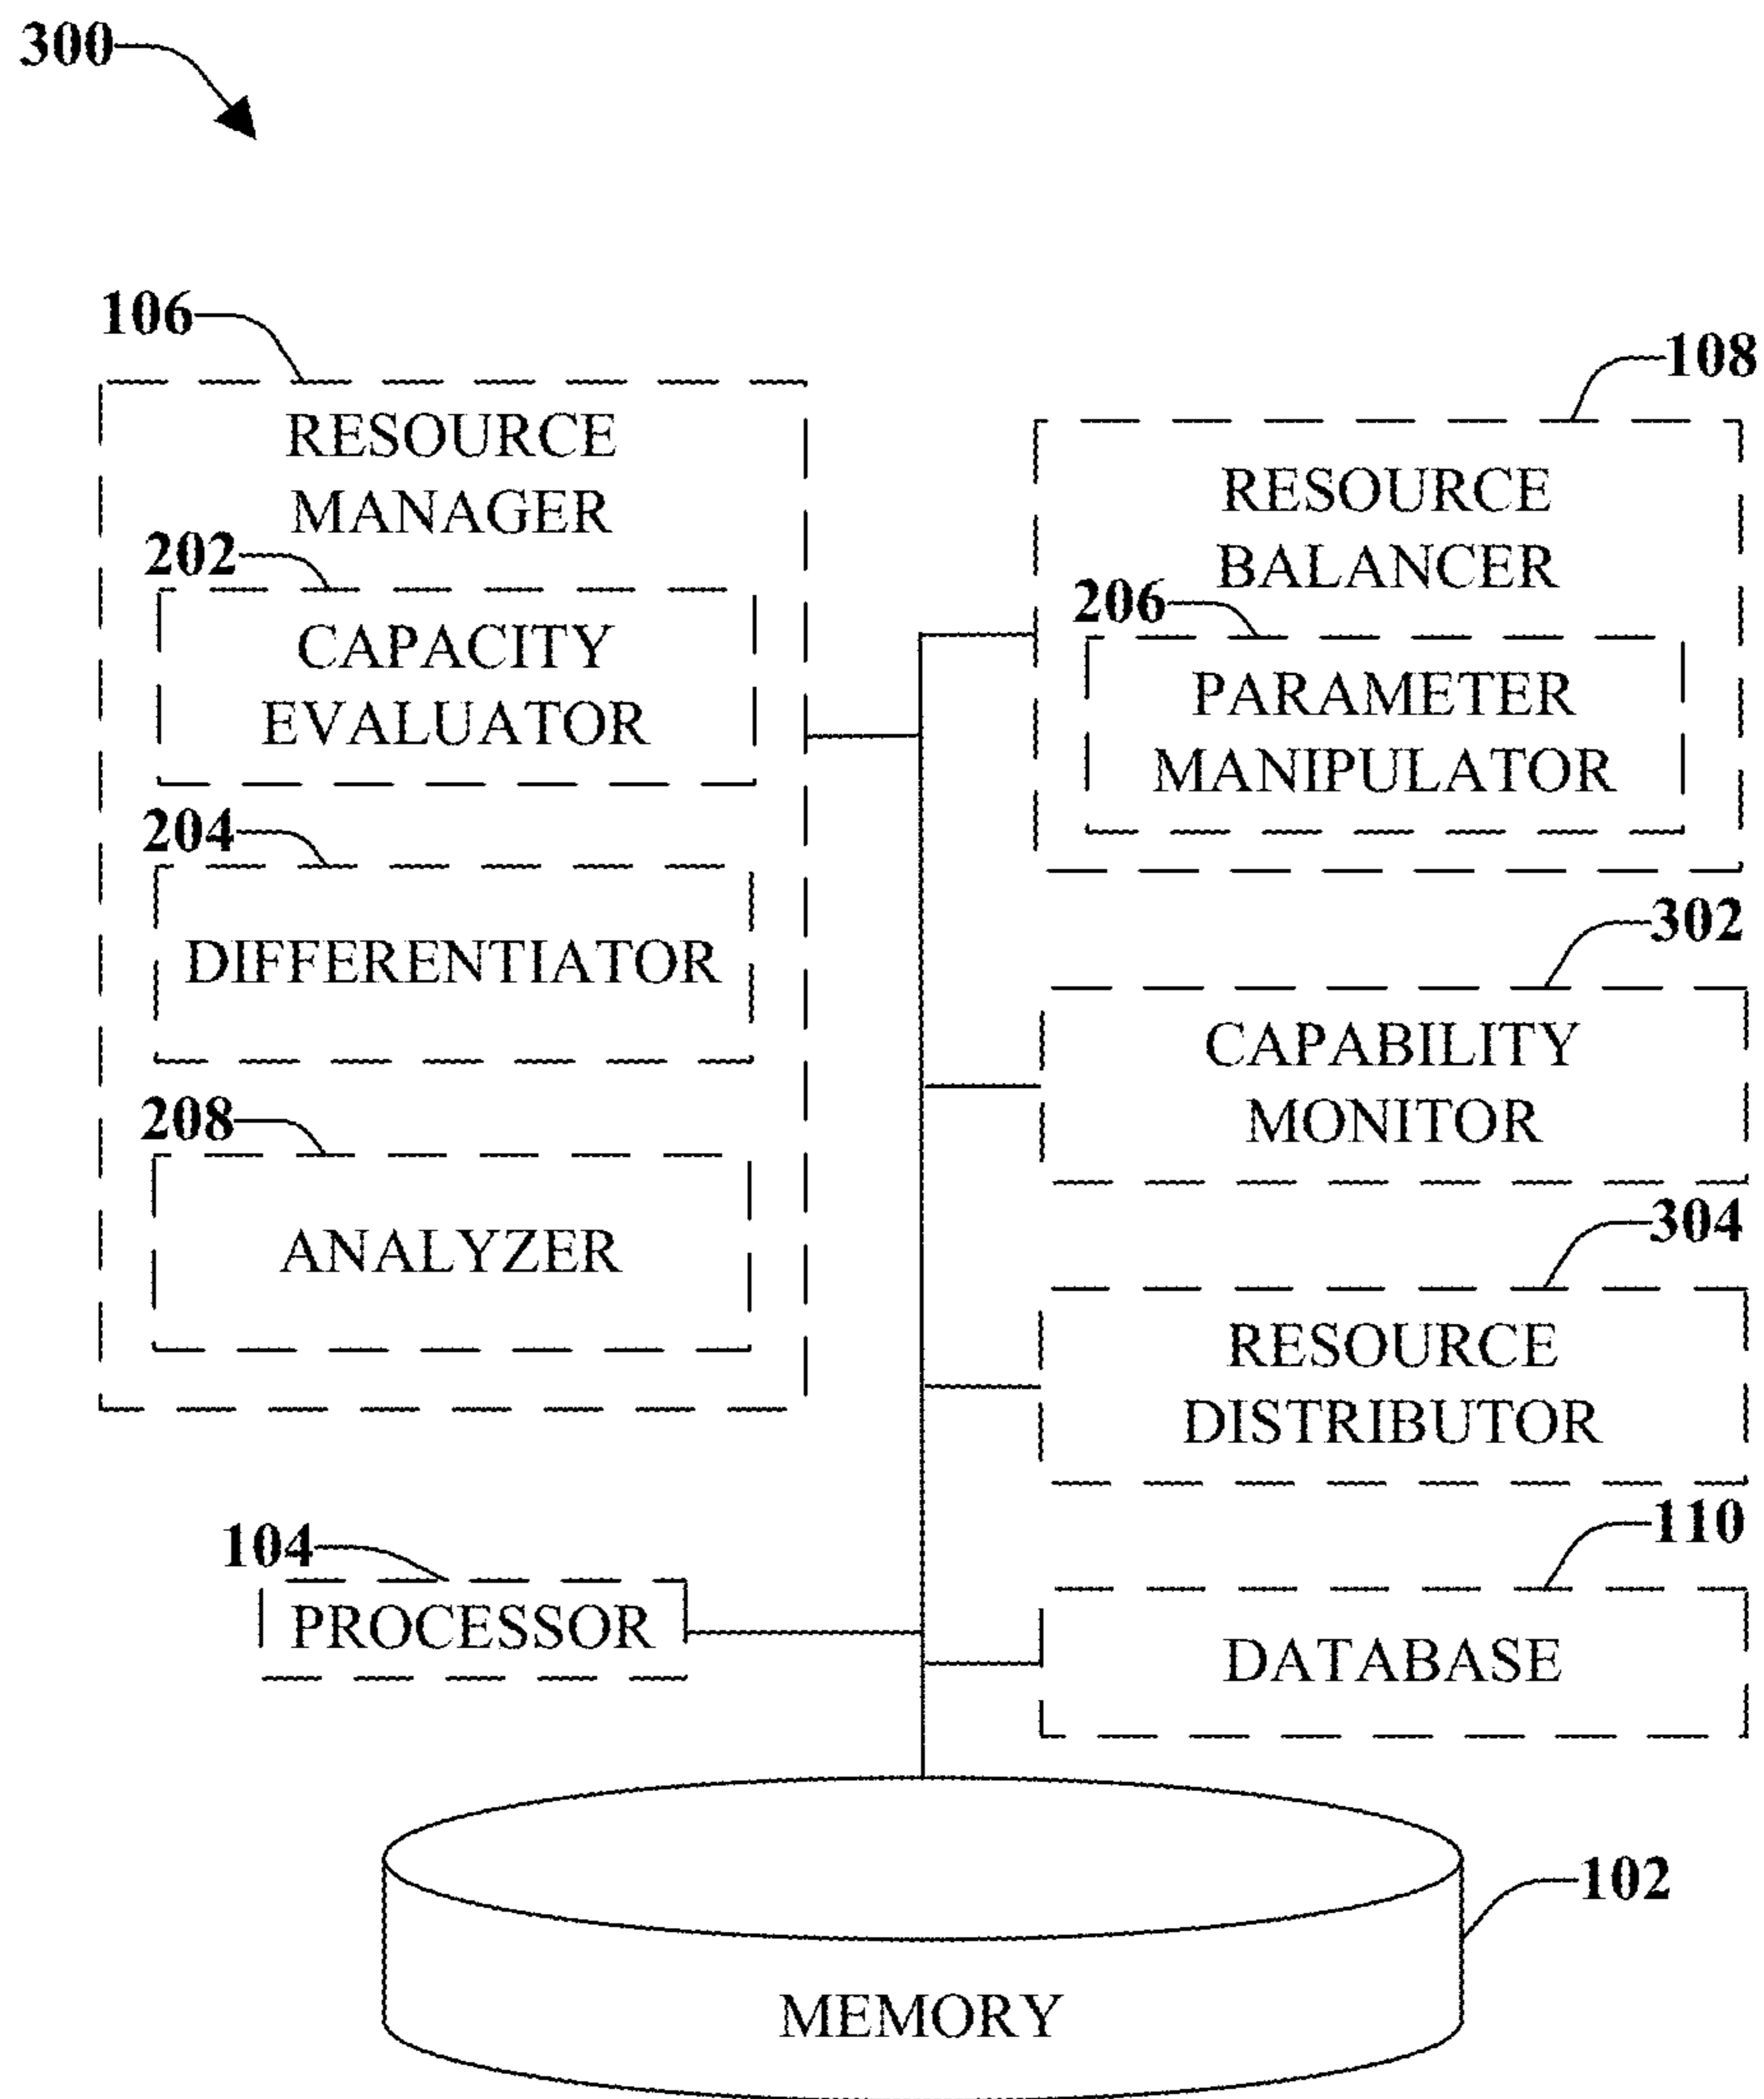 300
106
RESOURCE
MANAGER
202
CAPACITY
EVALUATOR
204
DIFFERENTIATOR
208
ANALYZER
108
RESOURCE
BALANCER
206
PARAMETER
MANIPULATOR
302
CAPABILITY
MONITOR
304
RESOURCE
DISTRIBUTOR
104
PROCESSOR
110
DATABASE
102
MEMORY